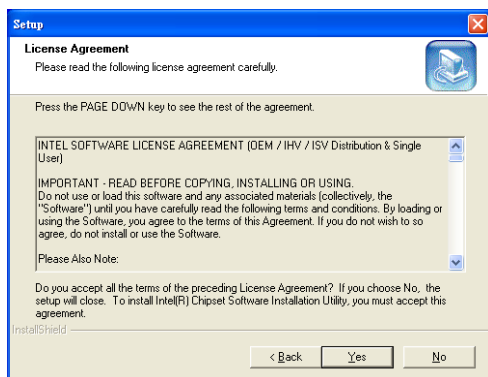 Setup
License Agreement
Please read the following license agreement carefully.
Press the PAGE DOWN key to see the rest of the agreement.
INTEL SOFTWARE LICENSE AGREEMENT (OEM / IHV / ISV Distribution & Single
User)
IMPORTANT - READ BEFORE COPYING, INSTALLING OR USING.
Do not use or load this software and any associated materials (collectively, the
"Software") until you have carefully read the following terms and conditions. By loading or
using the Software, you agree to the terms of this Agreement. If you do not wish to so
agree, do not install or use the Software.
Please Also Note:
Do you accept all the terms of the preceding License Agreement? If you choose No, the
setup will close. To install Intel(R) Chipset Software Installation Utility, you must accept this
agreement.
InstallShield
< Back Yes No